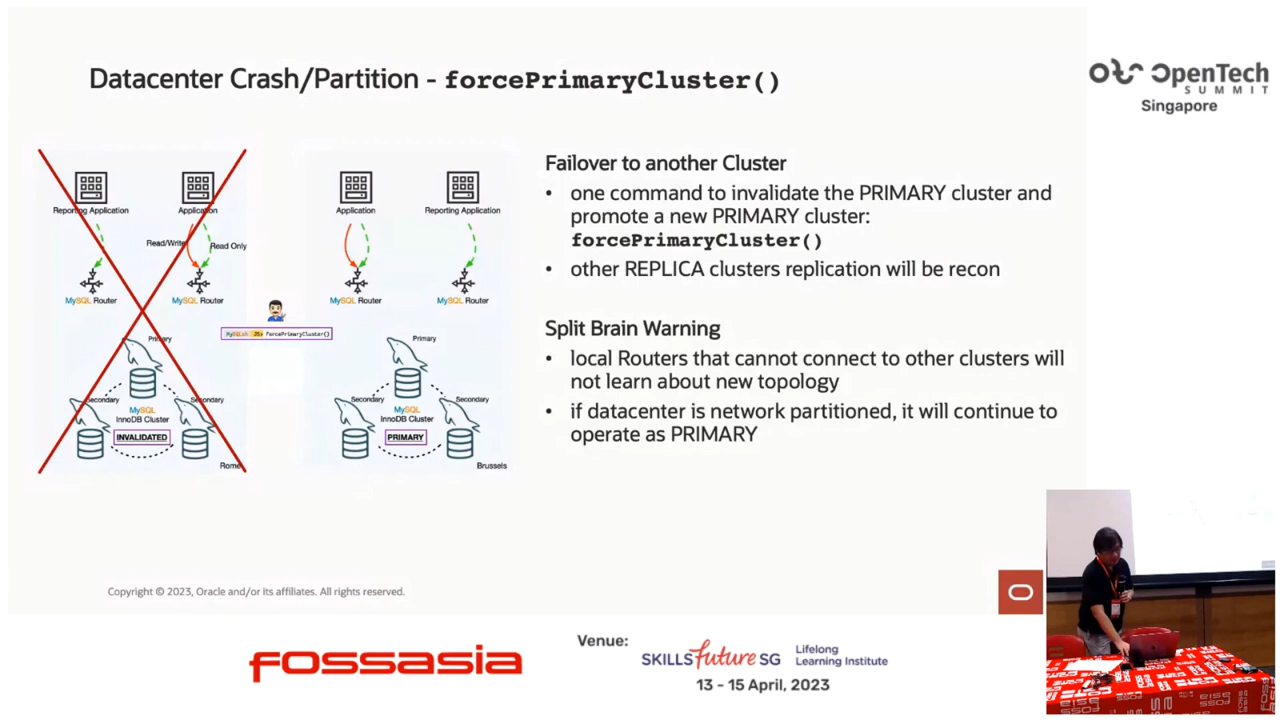 Datacenter Crash/Partition - forcePrimaryCluster()
OpenTech
SUMMIT
Singapore
Reporting Application
Application
Read/Write
Read Only
MySQL Router
MySQL Router
Primary
Secondary
Secondary
MySQL
InnoDB Cluster
INVALIDATED
Rome
MySQLsh JS> forcePrimaryCluster()
Application
Reporting Application
MySQL Router
MySQL Router
Primary
Secondary
Secondary
MySQL
InnoDB Cluster
PRIMARY
Brussels
Failover to another Cluster
• one command to invalidate the PRIMARY cluster and
promote a new PRIMARY cluster:
forcePrimaryCluster()
• other REPLICA clusters replication will be recon
Split Brain Warning
• local Routers that cannot connect to other clusters will
not learn about new topology
• if datacenter is network partitioned, it will continue to
operate as PRIMARY
Copyright © 2023, Oracle and/or its affiliates. All rights reserved.
FOSSASIA
Venue:
SKILLS future SG
Lifelong
Learning Institute
13 - 15 April, 2023